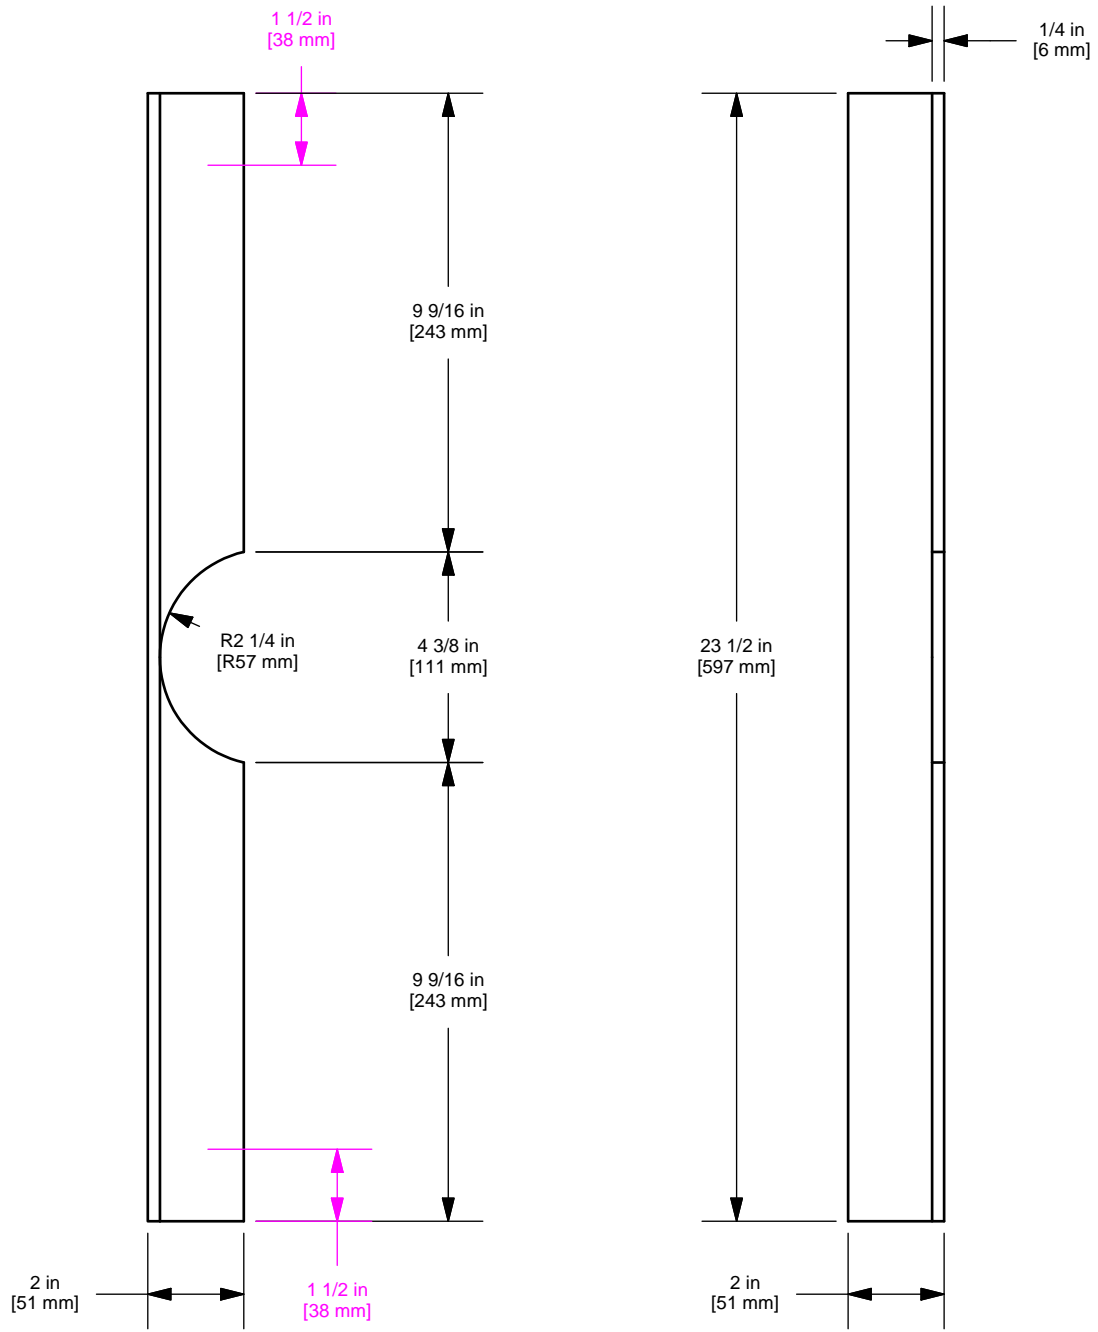 1 1/2 in
[38 mm]
1/4 in
[6 mm]
9 9/16 in
[243 mm]
R2 1/4 in
[R57 mm]
4 3/8 in
[111 mm]
23 1/2 in
[597 mm]
9 9/16 in
[243 mm]
2 in
[51 mm]
1 1/2 in
[38 mm]
2 in
[51 mm]